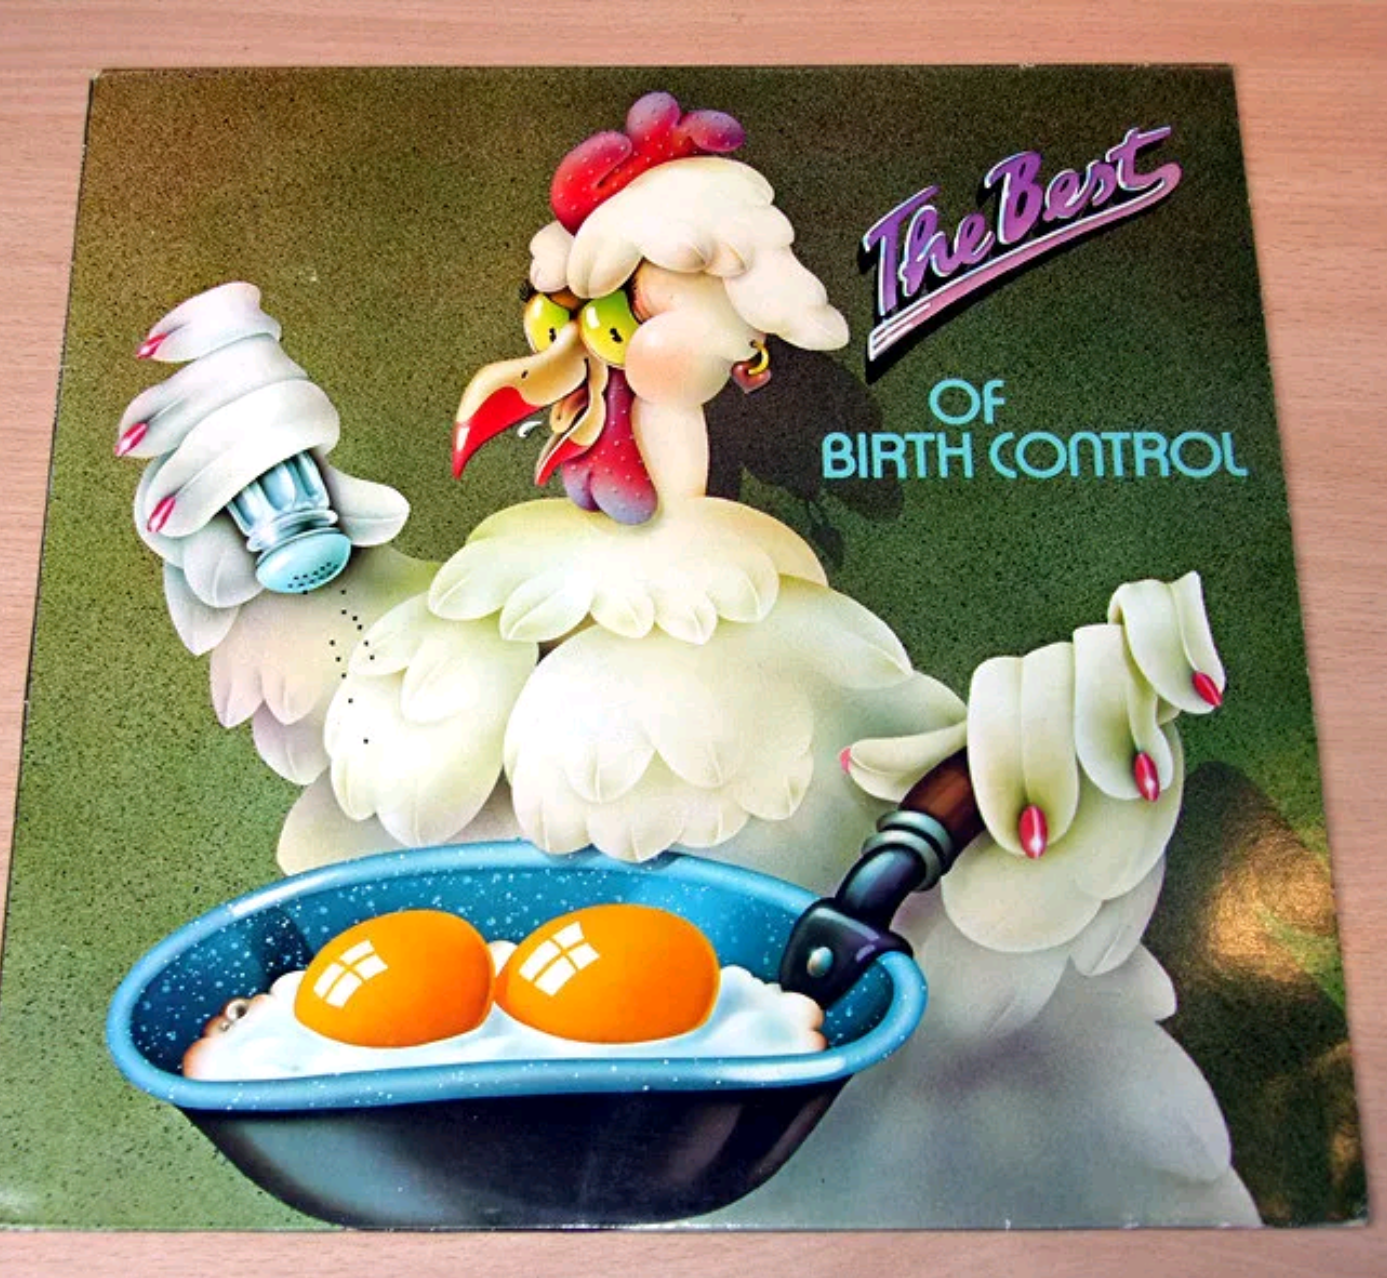 The Best
OF
BIRTH CONTROL